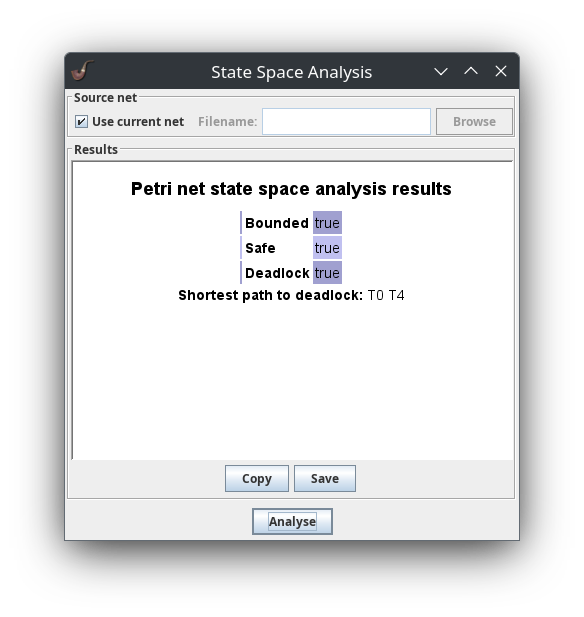 State Space Analysis
Source net
Use current net Filename: Browse
Results
Petri net state space analysis results
Bounded true
Safe true
Deadlock true
Shortest path to deadlock: T0 T4
Copy Save
Analyse